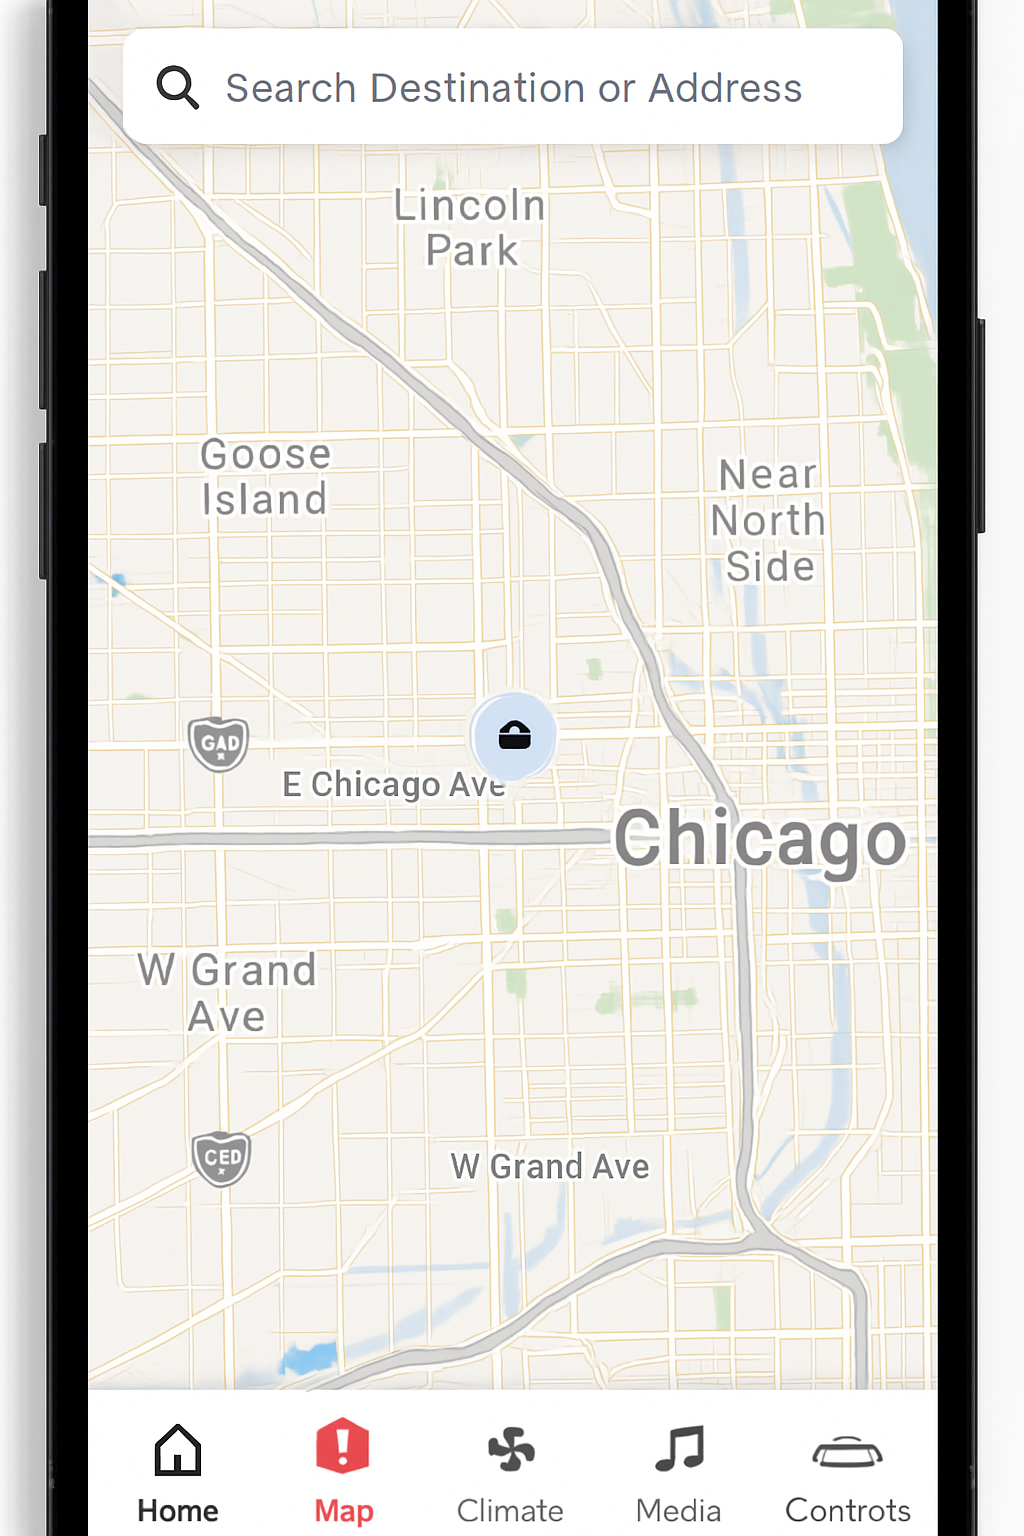 Search Destination or Address
Lincoln
Park
Goose
Island
Near
North
Side
GAD
E Chicago Ave
Chicago
W Grand
Ave
CED
W Grand Ave
Home
Map
Climate
Media
Controts